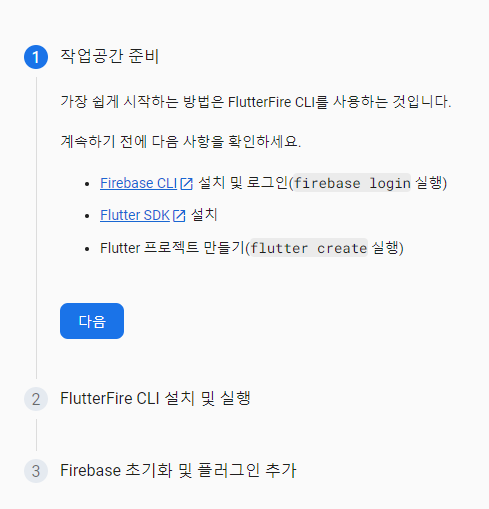 1 작업공간 준비
가장 쉽게 시작하는 방법은 FlutterFire CLI를 사용하는 것입니다.
계속하기 전에 다음 사항을 확인하세요.
• Firebase CLI 설치 및 로그인(firebase login 실행)
• Flutter SDK 설치
• Flutter 프로젝트 만들기(flutter create 실행)
다음
2 FlutterFire CLI 설치 및 실행
3 Firebase 초기화 및 플러그인 추가